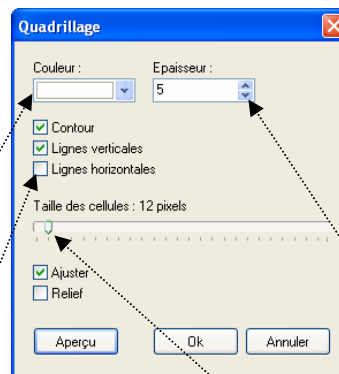 Quadrillage
Couleur : Epaisseur :
5
Contour
Lignes verticales
Lignes horizontales
Taille des cellules : 12 pixels
Ajuster
Relief
Aperçu Ok Annuler